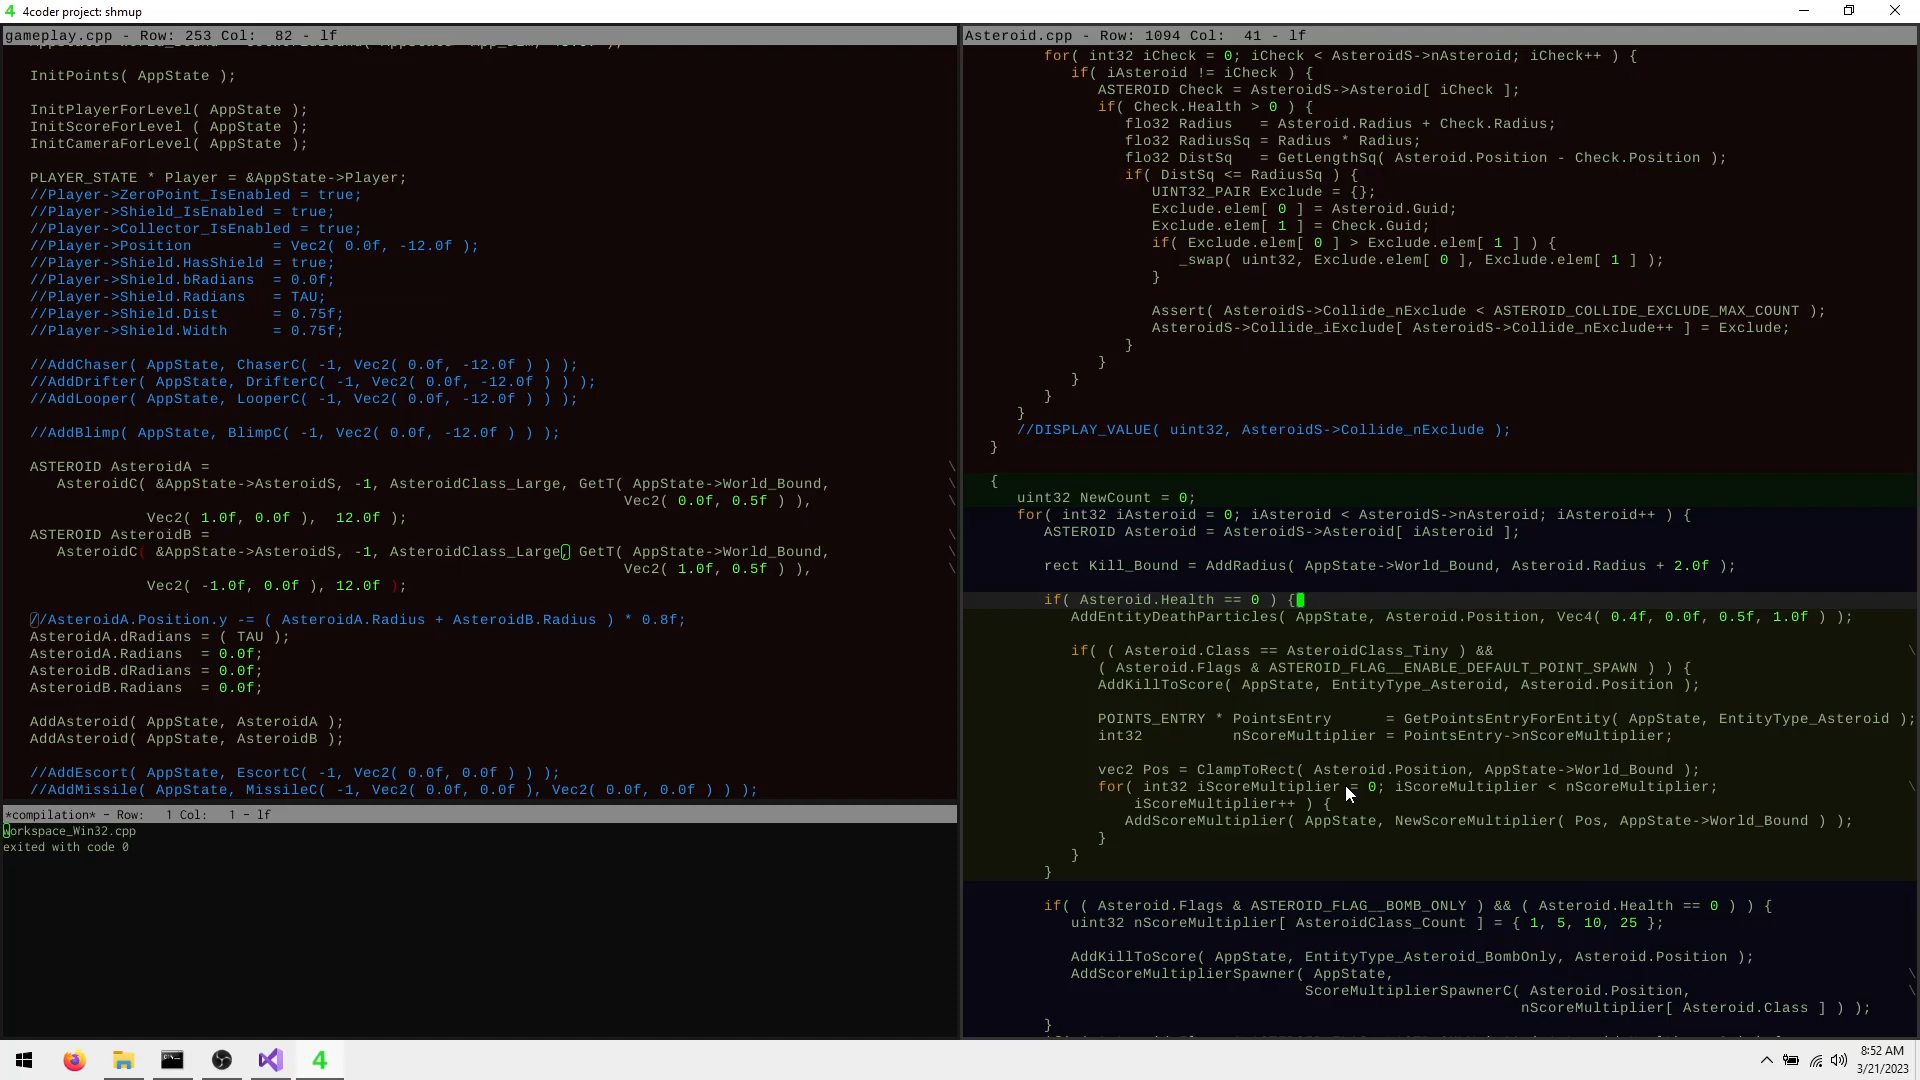 4 4coder project: shmup
gameplay.cpp - Row: 253 Col:  82 - lf
InitPoints( AppState );
InitPlayerForLevel( AppState );
InitScoreForLevel ( AppState );
InitCameraForLevel( AppState );
PLAYER_STATE * Player = &AppState->Player;
//Player->ZeroPoint_IsEnabled = true;
//Player->Shield_IsEnabled = true;
//Player->Collector_IsEnabled = true;
//Player->Position         = Vec2( 0.0f, -12.0f );
//Player->Shield.HasShield = true;
//Player->Shield.bRadians  = 0.0f;
//Player->Shield.Radians   = TAU;
//Player->Shield.Dist      = 0.75f;
//Player->Shield.Width     = 0.75f;
//AddChaser( AppState, ChaserC( -1, Vec2( 0.0f, -12.0f ) ) );
//AddDrifter( AppState, DrifterC( -1, Vec2( 0.0f, -12.0f ) ) );
//AddLooper( AppState, LooperC( -1, Vec2( 0.0f, -12.0f ) ) );
//AddBlimp( AppState, BlimpC( -1, Vec2( 0.0f, -12.0f ) ) );
ASTEROID AsteroidA = \
AsteroidC( &AppState->AsteroidS, -1, AsteroidClass_Large, GetT( AppState->World_Bound, \
Vec2( 0.0f, 0.5f ) ), \
Vec2( 1.0f, 0.0f ),  12.0f );
ASTEROID AsteroidB = \
AsteroidC( &AppState->AsteroidS, -1, AsteroidClass_Large, GetT( AppState->World_Bound, \
Vec2( 1.0f, 0.5f ) ), \
Vec2( -1.0f, 0.0f ), 12.0f );
//AsteroidA.Position.y -= ( AsteroidA.Radius + AsteroidB.Radius ) * 0.8f;
AsteroidA.dRadians = ( TAU );
AsteroidA.Radians  = 0.0f;
AsteroidB.dRadians = 0.0f;
AsteroidB.Radians  = 0.0f;
AddAsteroid( AppState, AsteroidA );
AddAsteroid( AppState, AsteroidB );
//AddEscort( AppState, EscortC( -1, Vec2( 0.0f, 0.0f ) ) );
//AddMissile( AppState, MissileC( -1, Vec2( 0.0f, 0.0f ), Vec2( 0.0f, 0.0f ) ) );
*compilation* - Row:   1 Col:   1 - lf
workspace_Win32.cpp
exited with code 0
Asteroid.cpp - Row: 1094 Col:  41 - lf
for( int32 iCheck = 0; iCheck < AsteroidS->nAsteroid; iCheck++ ) {
if( iAsteroid != iCheck ) {
ASTEROID Check = AsteroidS->Asteroid[ iCheck ];
if( Check.Health > 0 ) {
flo32 Radius   = Asteroid.Radius + Check.Radius;
flo32 RadiusSq = Radius * Radius;
flo32 DistSq   = GetLengthSq( Asteroid.Position - Check.Position );
if( DistSq <= RadiusSq ) {
UINT32_PAIR Exclude = {};
Exclude.elem[ 0 ] = Asteroid.Guid;
Exclude.elem[ 1 ] = Check.Guid;
if( Exclude.elem[ 0 ] > Exclude.elem[ 1 ] ) {
_swap( uint32, Exclude.elem[ 0 ], Exclude.elem[ 1 ] );
}
Assert( AsteroidS->Collide_nExclude < ASTEROID_COLLIDE_EXCLUDE_MAX_COUNT );
AsteroidS->Collide_iExclude[ AsteroidS->Collide_nExclude++ ] = Exclude;
}
}
}
}
}
//DISPLAY_VALUE( uint32, AsteroidS->Collide_nExclude );
}
{
uint32 NewCount = 0;
for( int32 iAsteroid = 0; iAsteroid < AsteroidS->nAsteroid; iAsteroid++ ) {
ASTEROID Asteroid = AsteroidS->Asteroid[ iAsteroid ];
rect Kill_Bound = AddRadius( AppState->World_Bound, Asteroid.Radius + 2.0f );
if( Asteroid.Health == 0 ) {
AddEntityDeathParticles( AppState, Asteroid.Position, Vec4( 0.4f, 0.0f, 0.5f, 1.0f ) );
if( ( Asteroid.Class == AsteroidClass_Tiny ) && \
( Asteroid.Flags & ASTEROID_FLAG__ENABLE_DEFAULT_POINT_SPAWN ) ) {
AddKillToScore( AppState, EntityType_Asteroid, Asteroid.Position );
POINTS_ENTRY * PointsEntry      = GetPointsEntryForEntity( AppState, EntityType_Asteroid );
int32          nScoreMultiplier = PointsEntry->nScoreMultiplier;
vec2 Pos = ClampToRect( Asteroid.Position, AppState->World_Bound );
for( int32 iScoreMultiplier = 0; iScoreMultiplier < nScoreMultiplier; \
iScoreMultiplier++ ) {
AddScoreMultiplier( AppState, NewScoreMultiplier( Pos, AppState->World_Bound ) );
}
}
}
if( ( Asteroid.Flags & ASTEROID_FLAG__BOMB_ONLY ) && ( Asteroid.Health == 0 ) ) {
uint32 nScoreMultiplier[ AsteroidClass_Count ] = { 1, 5, 10, 25 };
AddKillToScore( AppState, EntityType_Asteroid_BombOnly, Asteroid.Position );
AddScoreMultiplierSpawner( AppState, \
ScoreMultiplierSpawnerC( Asteroid.Position, \
nScoreMultiplier[ Asteroid.Class ] ) );
}
4
8:52 AM
3/21/2023